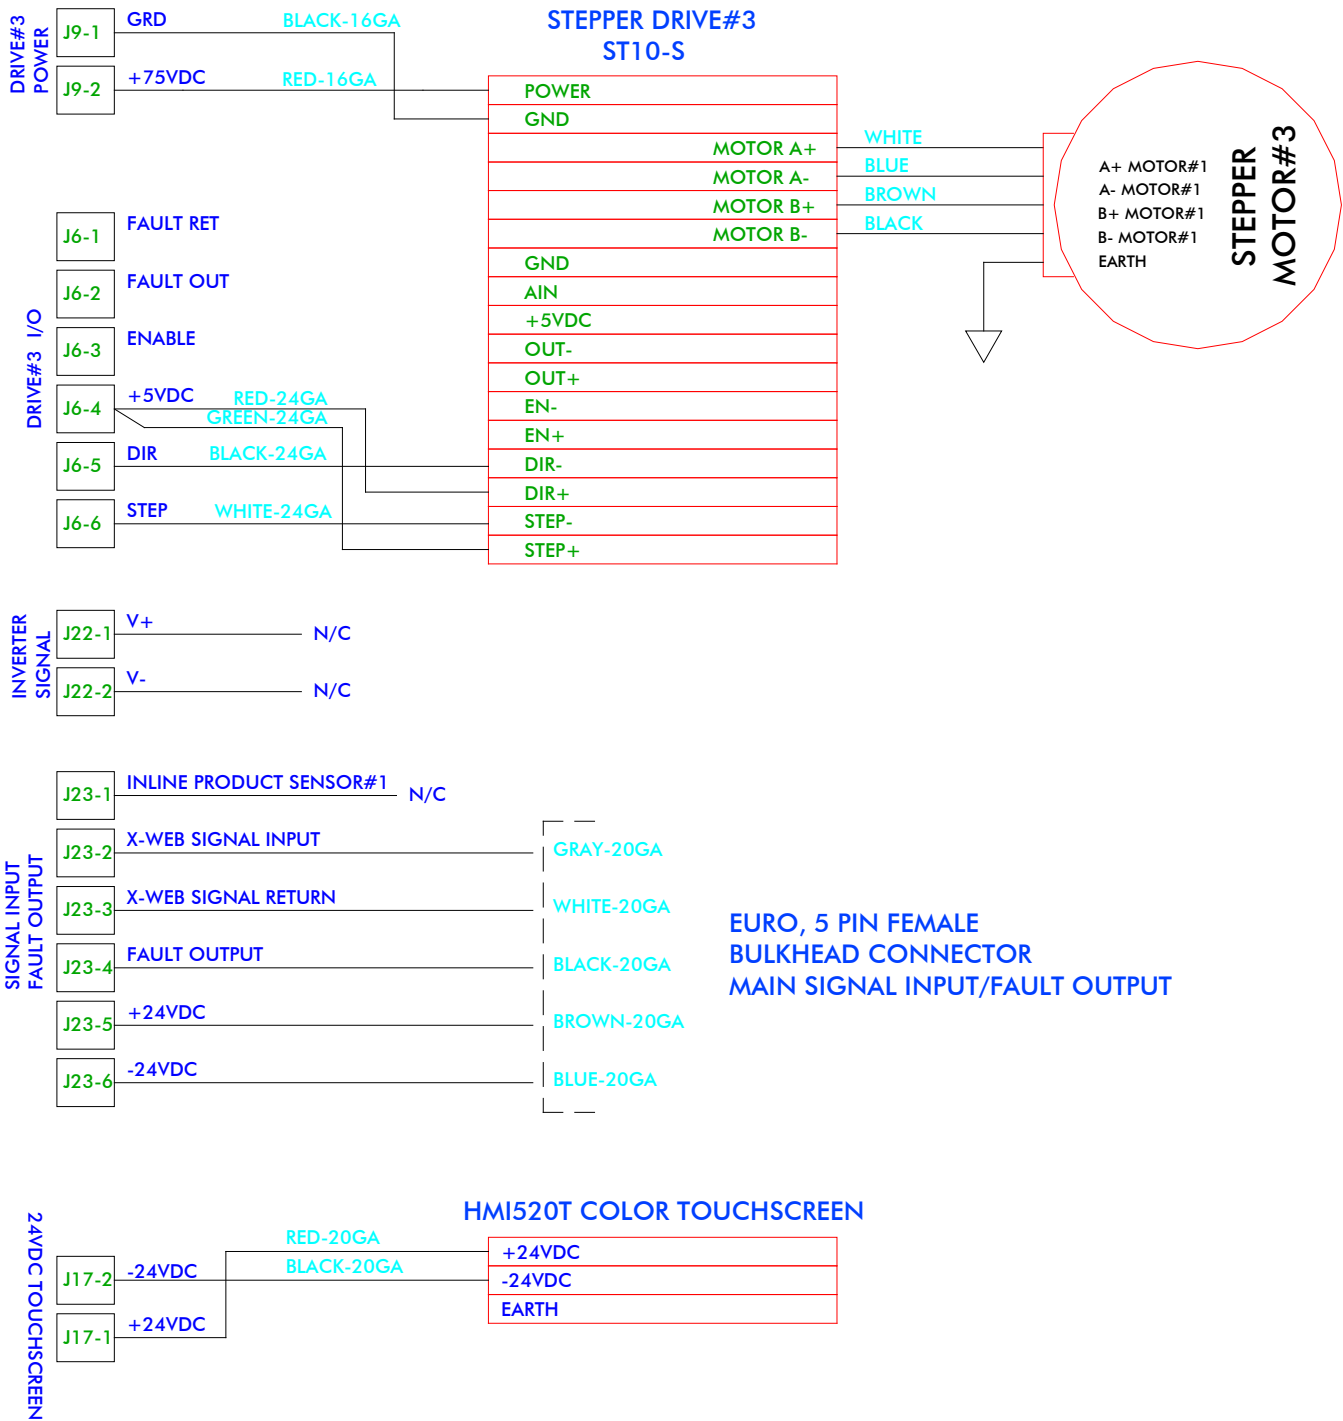 DRIVE#3
POWER
J9-1
GRD
BLACK-16GA
J9-2
+75VDC
RED-16GA
STEPPER DRIVE#3
ST10-S
POWER
GND
MOTOR A+
MOTOR A-
MOTOR B+
MOTOR B-
GND
AIN
+5VDC
OUT-
OUT+
EN-
EN+
DIR-
DIR+
STEP-
STEP+
WHITE
BLUE
BROWN
BLACK
A+ MOTOR#1
A- MOTOR#1
B+ MOTOR#1
B- MOTOR#1
EARTH
STEPPER
MOTOR#3
DRIVE#3 I/O
J6-1
FAULT RET
J6-2
FAULT OUT
J6-3
ENABLE
J6-4
+5VDC
RED-24GA
GREEN-24GA
J6-5
DIR
BLACK-24GA
J6-6
STEP
WHITE-24GA
INVERTER
SIGNAL
J22-1
V+
N/C
J22-2
V-
N/C
SIGNAL INPUT
FAULT OUTPUT
J23-1
INLINE PRODUCT SENSOR#1
N/C
J23-2
X-WEB SIGNAL INPUT
GRAY-20GA
J23-3
X-WEB SIGNAL RETURN
WHITE-20GA
J23-4
FAULT OUTPUT
BLACK-20GA
J23-5
+24VDC
BROWN-20GA
J23-6
-24VDC
BLUE-20GA
EURO, 5 PIN FEMALE
BULKHEAD CONNECTOR
MAIN SIGNAL INPUT/FAULT OUTPUT
24VDC TOUCHSCREEN
HMI520T COLOR TOUCHSCREEN
RED-20GA
+24VDC
J17-2
-24VDC
BLACK-20GA
-24VDC
EARTH
J17-1
+24VDC